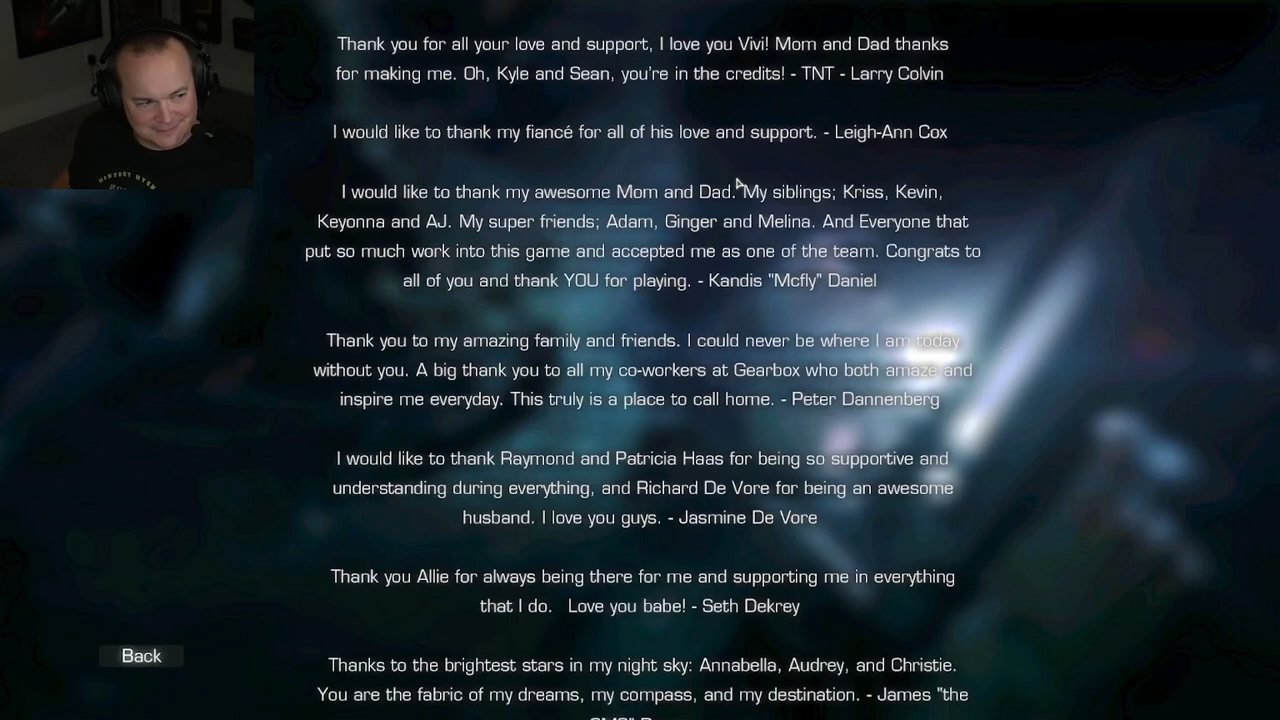 Thank you for all your love and support, I love you Vivi! Mom and Dad thanks
for making me. Oh, Kyle and Sean, you're in the credits! - TNT - Larry Colvin
I would like to thank my fiancé for all of his love and support. - Leigh-Ann Cox
I would like to thank my awesome Mom and Dad. My siblings; Kriss, Kevin,
Keyonna and AJ. My super friends; Adam, Ginger and Melina. And Everyone that
put so much work into this game and accepted me as one of the team. Congrats to
all of you and thank YOU for playing. - Kandis "Mcfly" Daniel
Thank you to my amazing family and friends. I could never be where I am today
without you. A big thank you to all my co-workers at Gearbox who both amaze and
inspire me everyday. This truly is a place to call home. - Peter Dannenberg
I would like to thank Raymond and Patricia Haas for being so supportive and
understanding during everything, and Richard De Vore for being an awesome
husband. I love you guys. - Jasmine De Vore
Thank you Allie for always being there for me and supporting me in everything
that I do. Love you babe! - Seth Dekrey
Back
Thanks to the brightest stars in my night sky: Annabella, Audrey, and Christie.
You are the fabric of my dreams, my compass, and my destination. - James "the